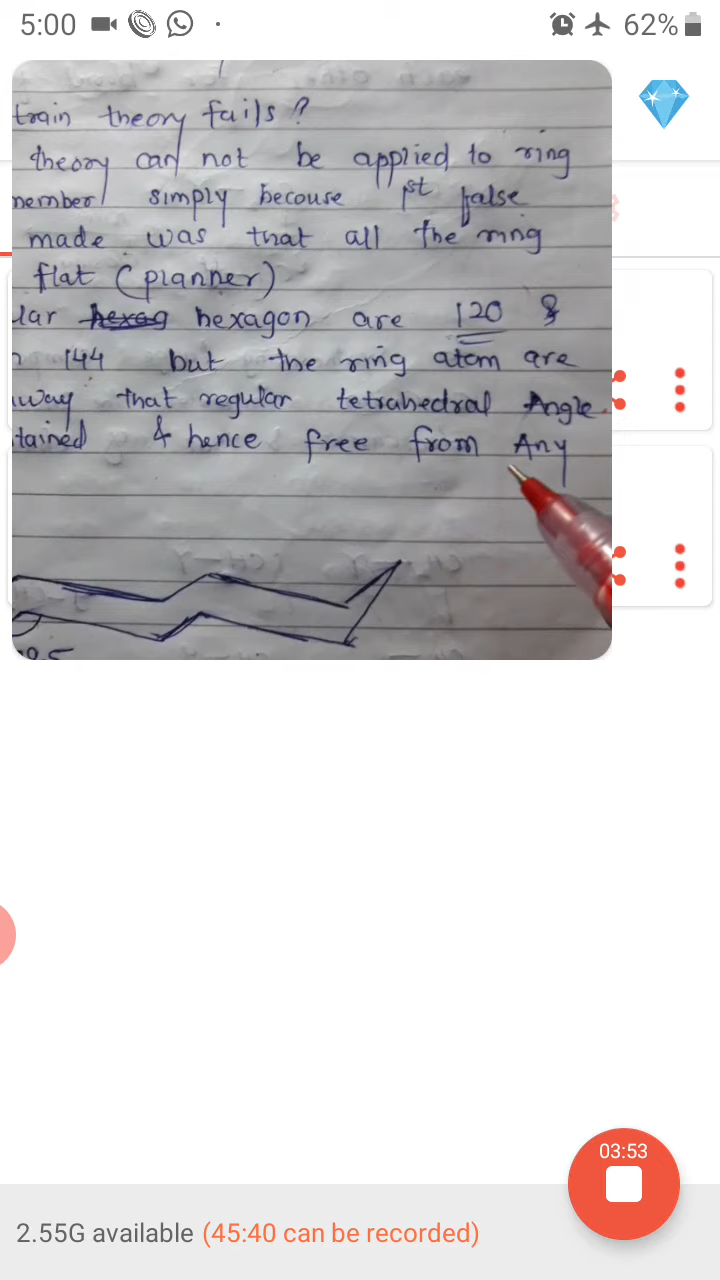 5:00
62%
train theory fails?
theory can not be applied to ring
member simply becouse 1st false
made was that all the ring
flat (planner)
lar hexagon are 120 &
144 but the ring atom are
way that regular tetrahedral Angle.
tained & hence free from Any
03:53
2.55G available (45:40 can be recorded)